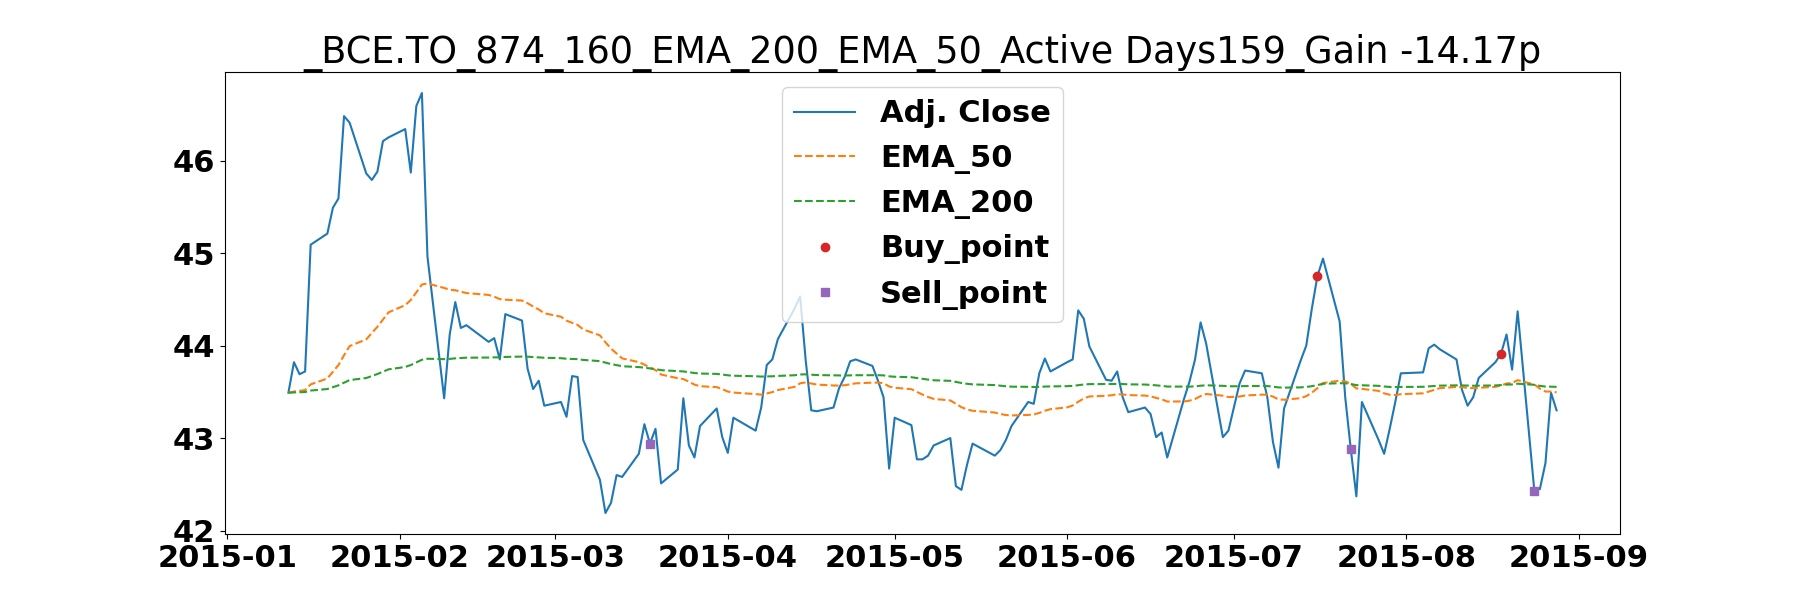 _BCE.TO_874_160_EMA_200_EMA_50_Active Days159_Gain -14.17p
Adj. Close
EMA_50
EMA_200
Buy_point
Sell_point
46
45
44
43
42
2015-01 2015-02 2015-03 2015-04 2015-05 2015-06 2015-07 2015-08 2015-09